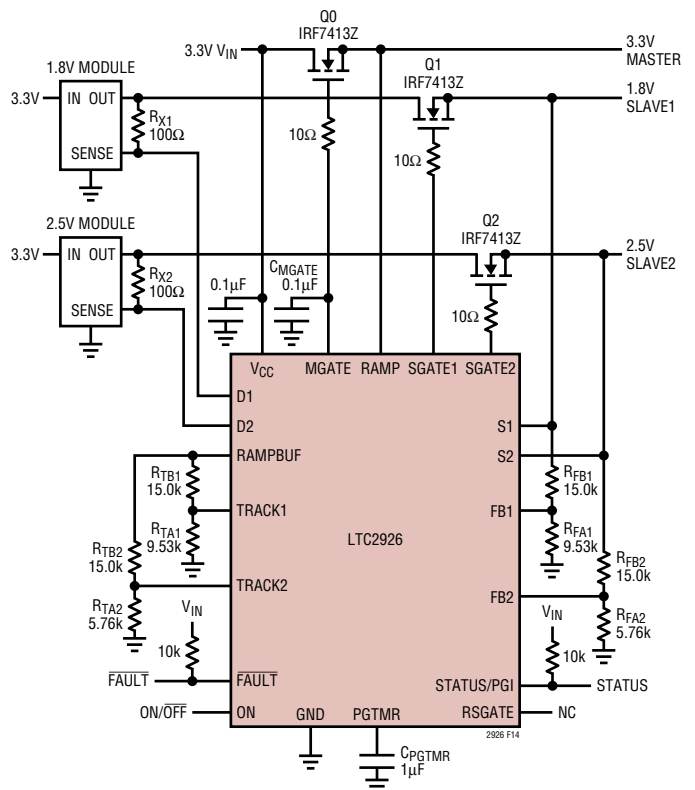 Q0
IRF7413Z
3.3V VIN
3.3V
MASTER
Q1
IRF7413Z
1.8V MODULE
3.3V
IN OUT
SENSE
RX1
100Ω
10Ω
1.8V
SLAVE1
10Ω
Q2
IRF7413Z
2.5V MODULE
3.3V
IN OUT
SENSE
RX2
100Ω
2.5V
SLAVE2
0.1µF
CMGATE
0.1µF
10Ω
VCC
MGATE
RAMP
SGATE1
SGATE2
D1
D2
RAMPBUF
TRACK1
TRACK2
FAULT
ON
GND
PGTMR
LTC2926
S1
S2
FB1
FB2
STATUS/PGI
RSGATE
RTB1
15.0k
RTA1
9.53k
RTB2
15.0k
RTA2
5.76k
VIN
10k
FAULT
ON/OFF
RFB1
15.0k
RFA1
9.53k
RFB2
15.0k
RFA2
5.76k
VIN
10k
STATUS
NC
2926 F14
CPGTMR
1µF